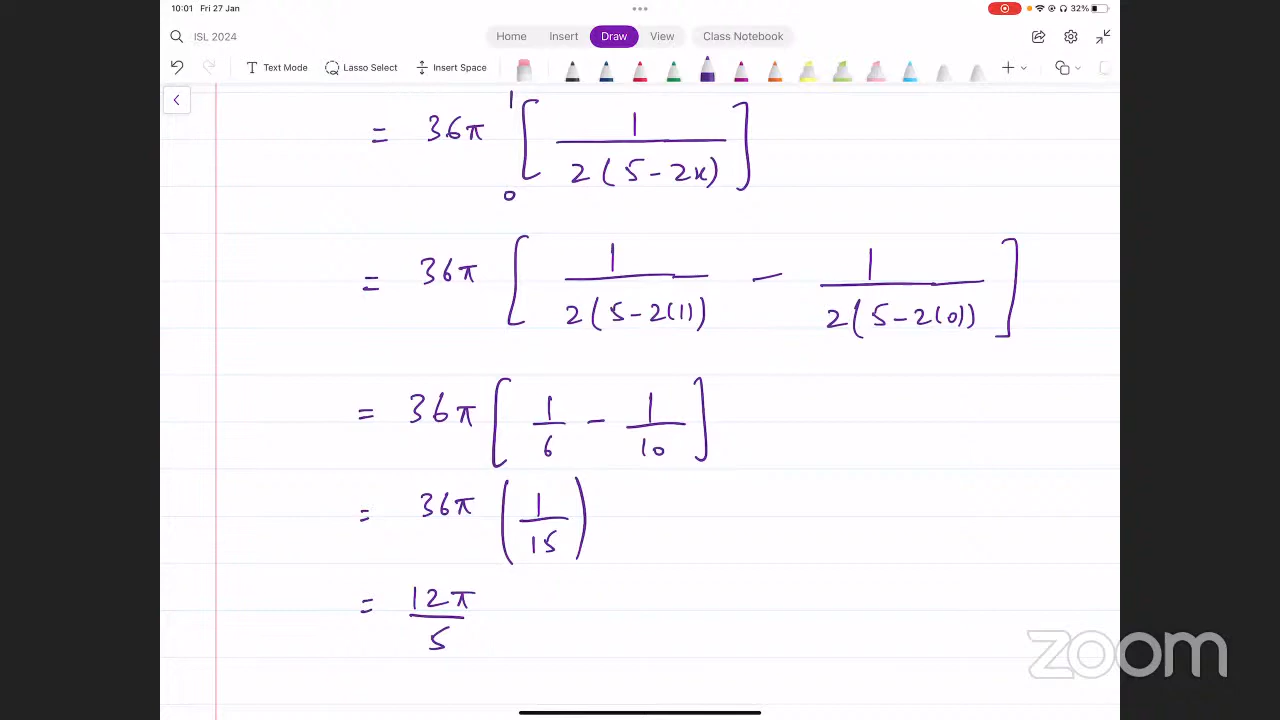 10:01 Fri 27 Jan 32%
ISL 2024 Home Insert Draw View Class Notebook
T Text Mode Lasso Select Insert Space
= 36π ₀¹[ 1 / 2(5-2x) ]
= 36π [ 1 / 2(5-2(1)) - 1 / 2(5-2(0)) ]
= 36π [ 1/6 - 1/10 ]
= 36π (1/15)
= 12π/5
zoom